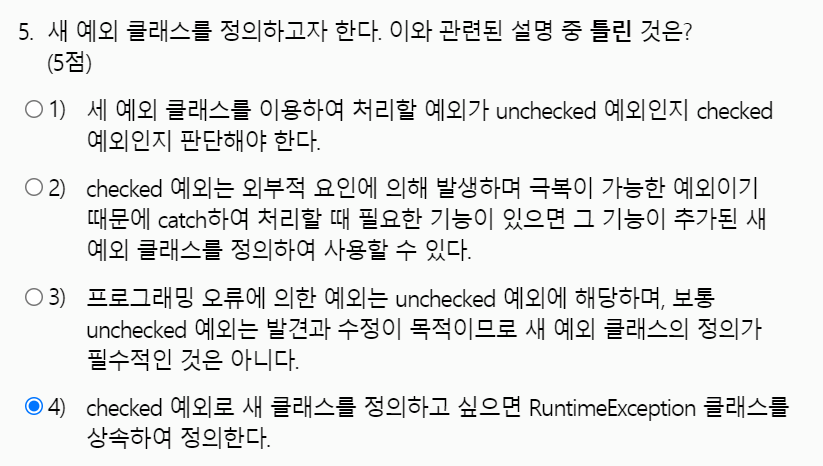 5. 새 예외 클래스를 정의하고자 한다. 이와 관련된 설명 중 틀린 것은?
(5점)
1) 세 예외 클래스를 이용하여 처리할 예외가 unchecked 예외인지 checked
예외인지 판단해야 한다.
2) checked 예외는 외부적 요인에 의해 발생하며 극복이 가능한 예외이기
때문에 catch하여 처리할 때 필요한 기능이 있으면 그 기능이 추가된 새
예외 클래스를 정의하여 사용할 수 있다.
3) 프로그래밍 오류에 의한 예외는 unchecked 예외에 해당하며, 보통
unchecked 예외는 발견과 수정이 목적이므로 새 예외 클래스의 정의가
필수적인 것은 아니다.
4) checked 예외로 새 클래스를 정의하고 싶으면 RuntimeException 클래스를
상속하여 정의한다.